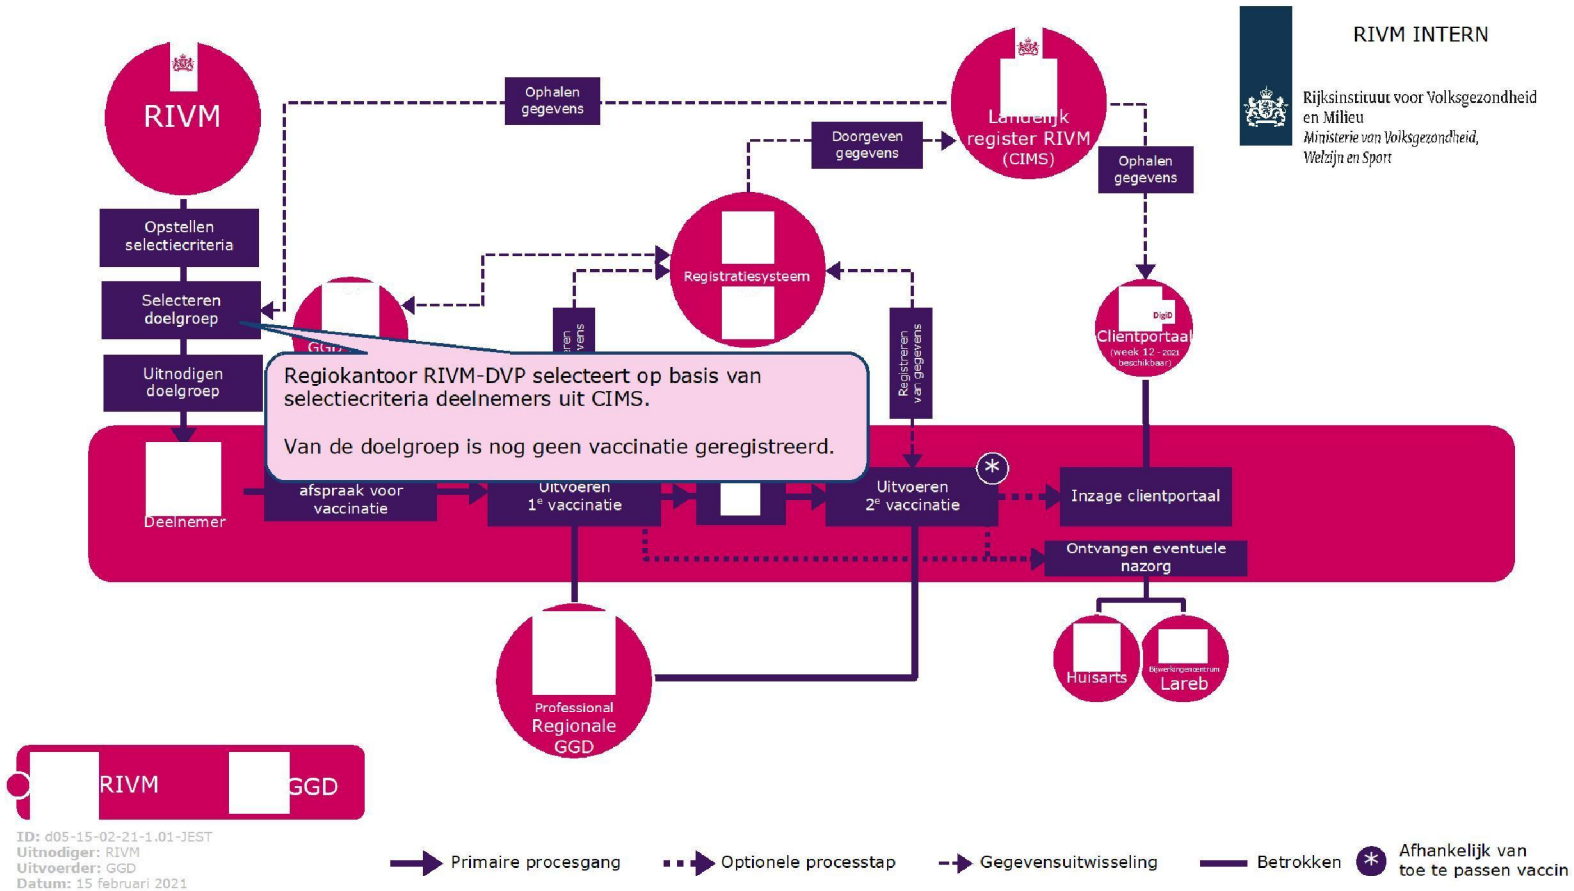 RIVM INTERN
Rijksinstituut voor Volksgezondheid
en Milieu
Ministerie van Volksgezondheid,
Welzijn en Sport
RIVM
Ophalen
gegevens
Landelijk
register RIVM
(CIMS)
Doorgeven
gegevens
Ophalen
gegevens
Opstellen
selectiecriteria
Selecteren
doelgroep
Uitnodigen
doelgroep
Registratiesysteem
GGD
Registreren
van gegevens
DigiD
Clientportaal
(week 12 - 2021
beschikbaar)
Regiokantoor RIVM-DVP selecteert op basis van
selectiecriteria deelnemers uit CIMS.
Van de doelgroep is nog geen vaccinatie geregistreerd.
Deelnemer
afspraak voor
vaccinatie
Uitvoeren
1e vaccinatie
Uitvoeren
2e vaccinatie
*
Inzage clientportaal
Ontvangen eventuele
nazorg
Professional
Regionale
GGD
Huisarts
Bijwerkingencentrum
Lareb
RIVM
GGD
ID: d05-15-02-21-1.01-JEST
Uitnodiger: RIVM
Uitvoerder: GGD
Datum: 15 februari 2021
Primaire procesgang
Optionele processtap
Gegevensuitwisseling
Betrokken
*
Afhankelijk van
toe te passen vaccin